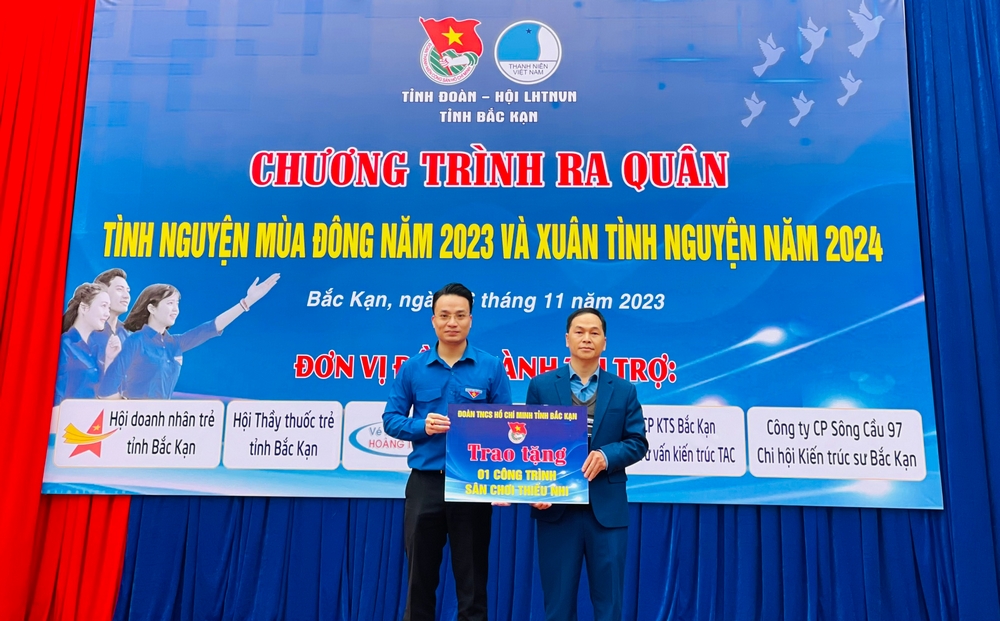 THANH NIÊN
VIỆT NAM
TỈNH ĐOÀN - HỘI LHTNVN
TỈNH BẮC KẠN
CHƯƠNG TRÌNH RA QUÂN
TÌNH NGUYỆN MÙA ĐÔNG NĂM 2023 VÀ XUÂN TÌNH NGUYỆN NĂM 2024
Bắc Kạn, ngày tháng 11 năm 2023
ĐƠN VỊ TRỢ:
Hội doanh nhân trẻ
tỉnh Bắc Kạn
Hội Thầy thuốc trẻ
tỉnh Bắc Kạn
HOÀNG
KTS Bắc Kạn
vấn kiến trúc TAC
Công ty CP Sông Cầu 97
Chi hội Kiến trúc sư Bắc Kạn
ĐOÀN TNCS HỒ CHÍ MINH TỈNH BẮC KẠN
Trao tặng
01 CÔNG TRÌNH
SÂN CHƠI THIẾU NHI